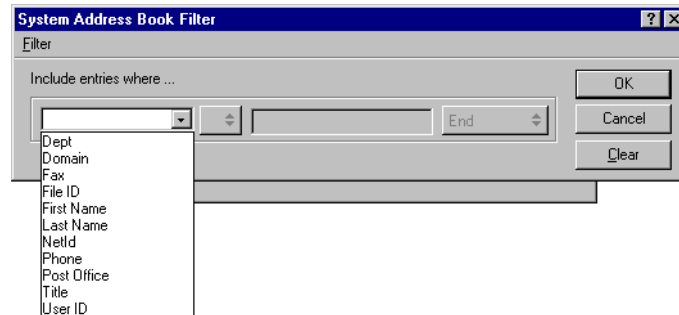 System Address Book Filter
Filter
Include entries where ...
OK
End
Cancel
Clear
Dept
Domain
Fax
File ID
First Name
Last Name
NetId
Phone
Post Office
Title
User ID